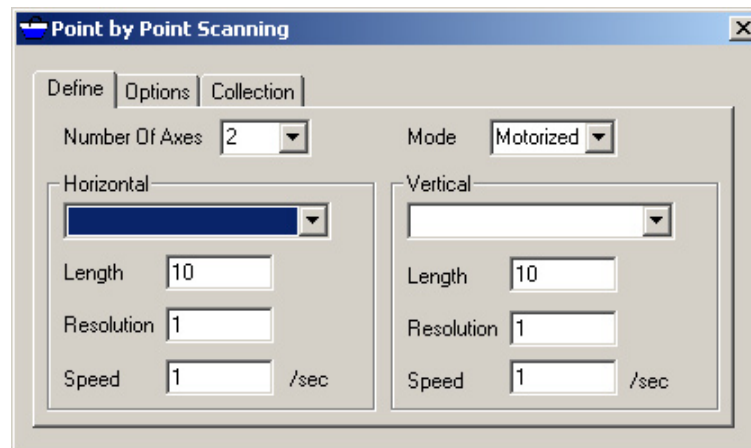 Point by Point Scanning
Define Options Collection
Number Of Axes 2 Mode Motorized
Horizontal Vertical
Length 10 Length 10
Resolution 1 Resolution 1
Speed 1 /sec Speed 1 /sec